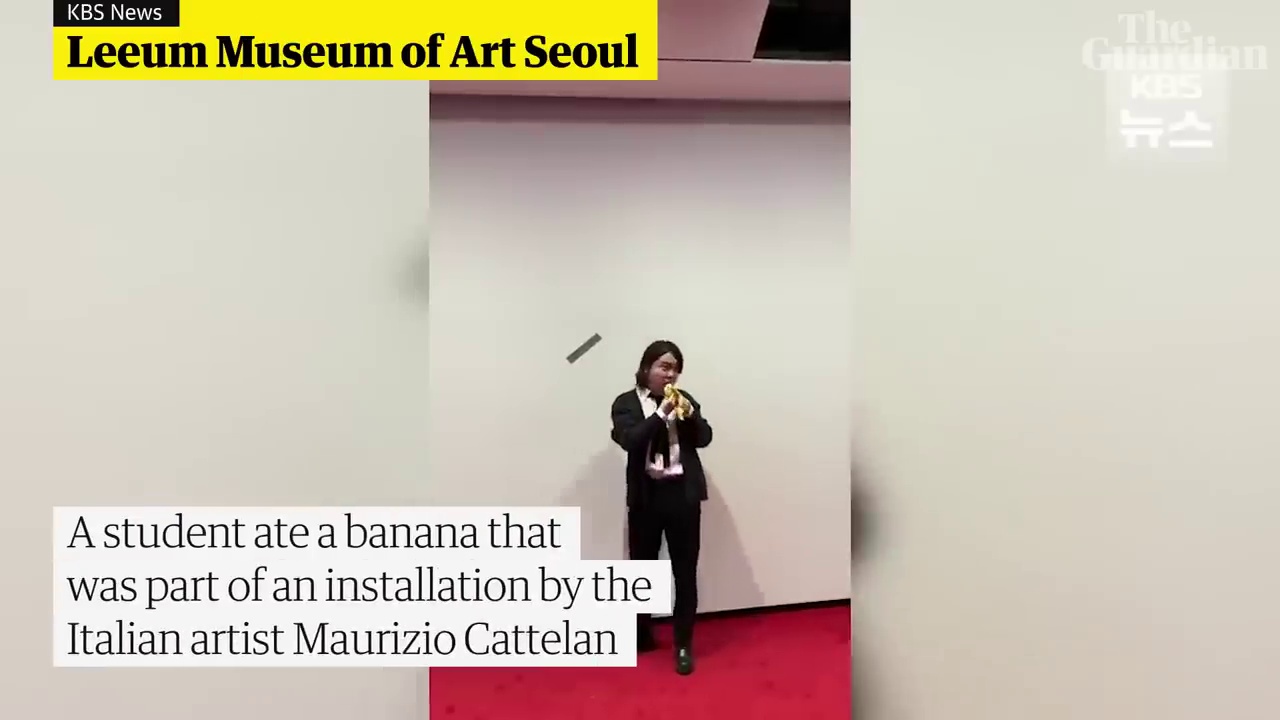 KBS News
Leeum Museum of Art Seoul
The
Guardian
KBS
뉴스
A student ate a banana that
was part of an installation by the
Italian artist Maurizio Cattelan